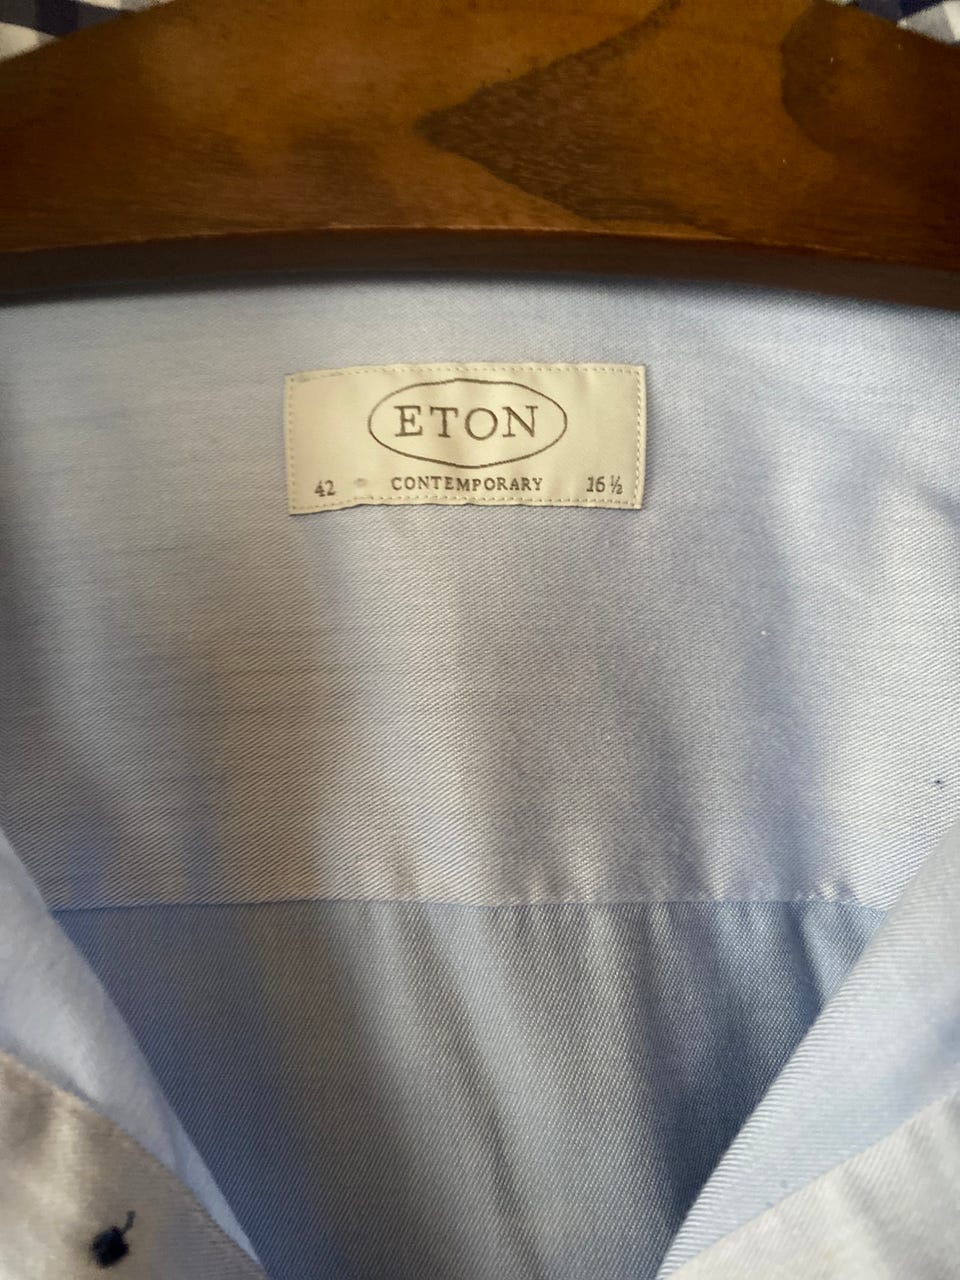 ETON
42 CONTEMPORARY 16 ½